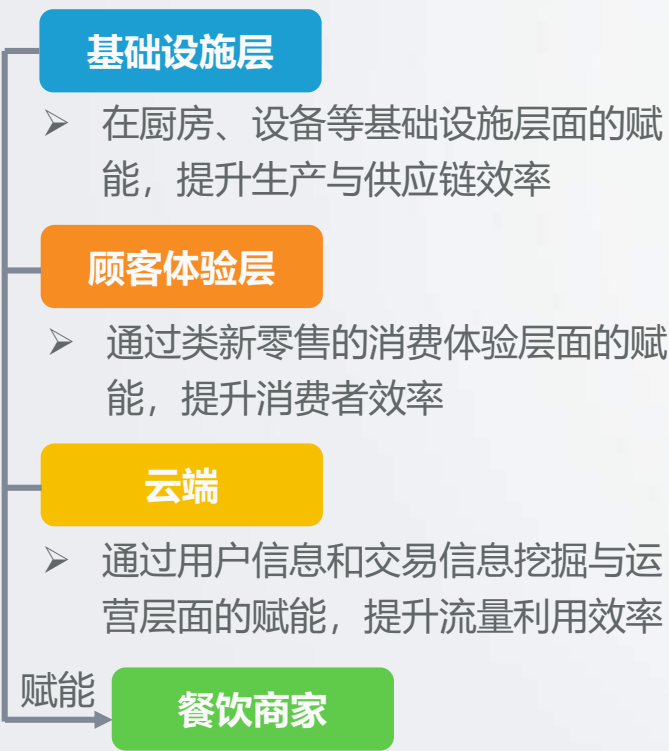 基础设施层
➢ 在厨房、设备等基础设施层面的赋
能，提升生产与供应链效率
顾客体验层
➢ 通过类新零售的消费体验层面的赋
能，提升消费者效率
云端
➢ 通过用户信息和交易信息挖掘与运
营层面的赋能，提升流量利用效率
赋能
餐饮商家